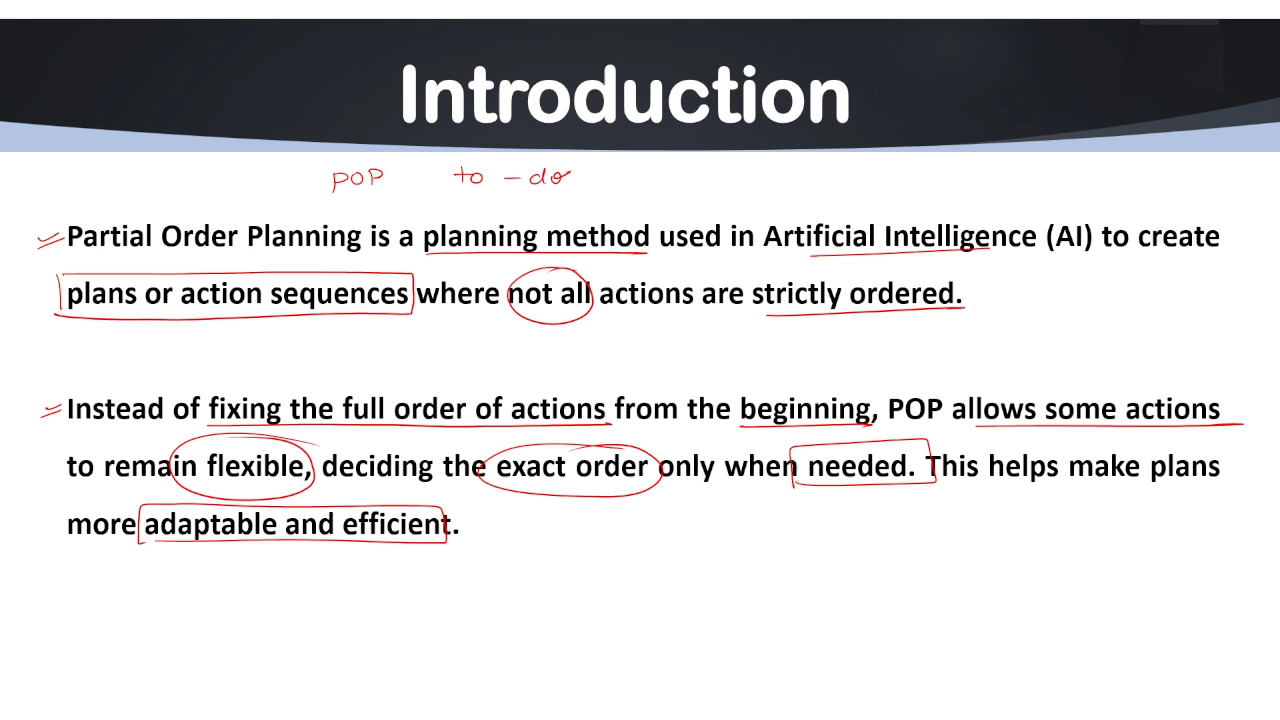 Introduction
POP to - do
Partial Order Planning is a planning method used in Artificial Intelligence (AI) to create
plans or action sequences where not all actions are strictly ordered.
Instead of fixing the full order of actions from the beginning, POP allows some actions
to remain flexible, deciding the exact order only when needed. This helps make plans
more adaptable and efficient.